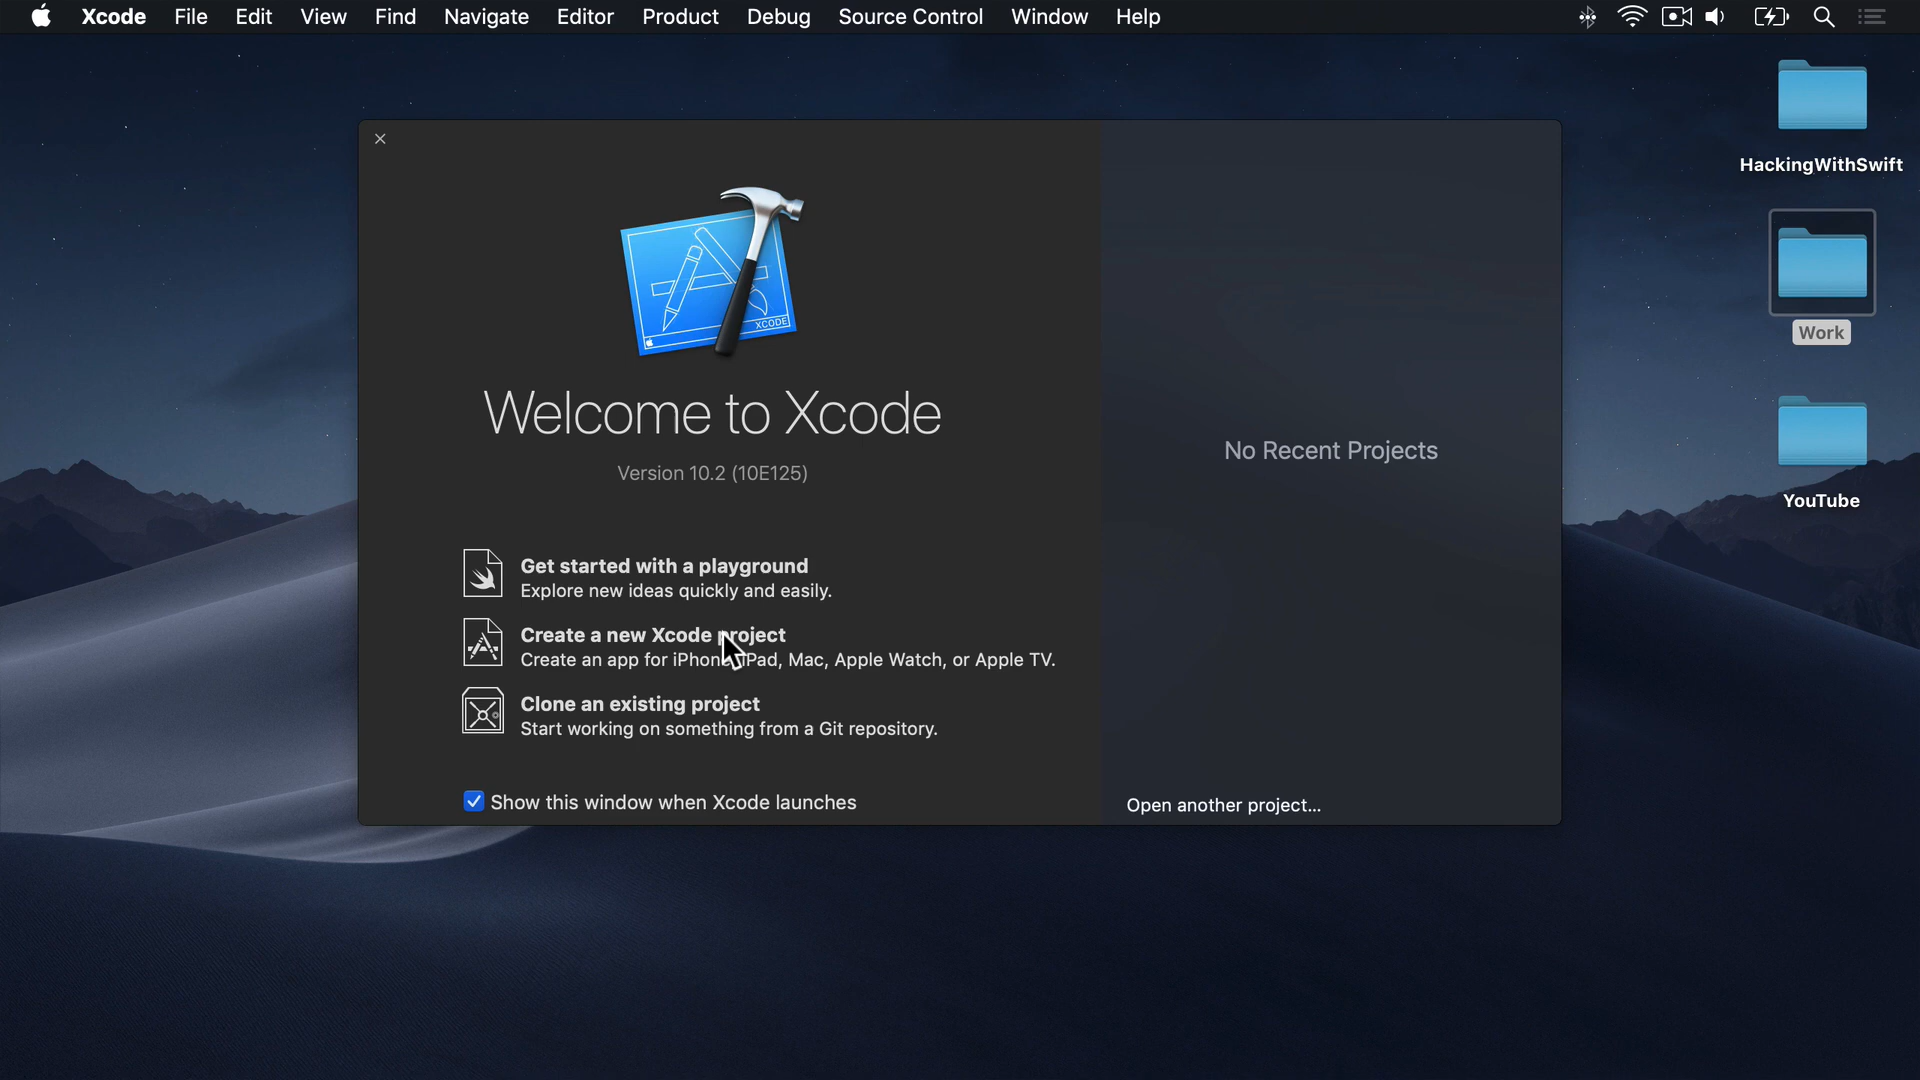 Xcode File Edit View Find Navigate Editor Product Debug Source Control Window Help
HackingWithSwift
Work
YouTube
XCODE
Welcome to Xcode
Version 10.2 (10E125)
No Recent Projects
Get started with a playground
Explore new ideas quickly and easily.
Create a new Xcode project
Create an app for iPhone, iPad, Mac, Apple Watch, or Apple TV.
Clone an existing project
Start working on something from a Git repository.
Show this window when Xcode launches
Open another project...